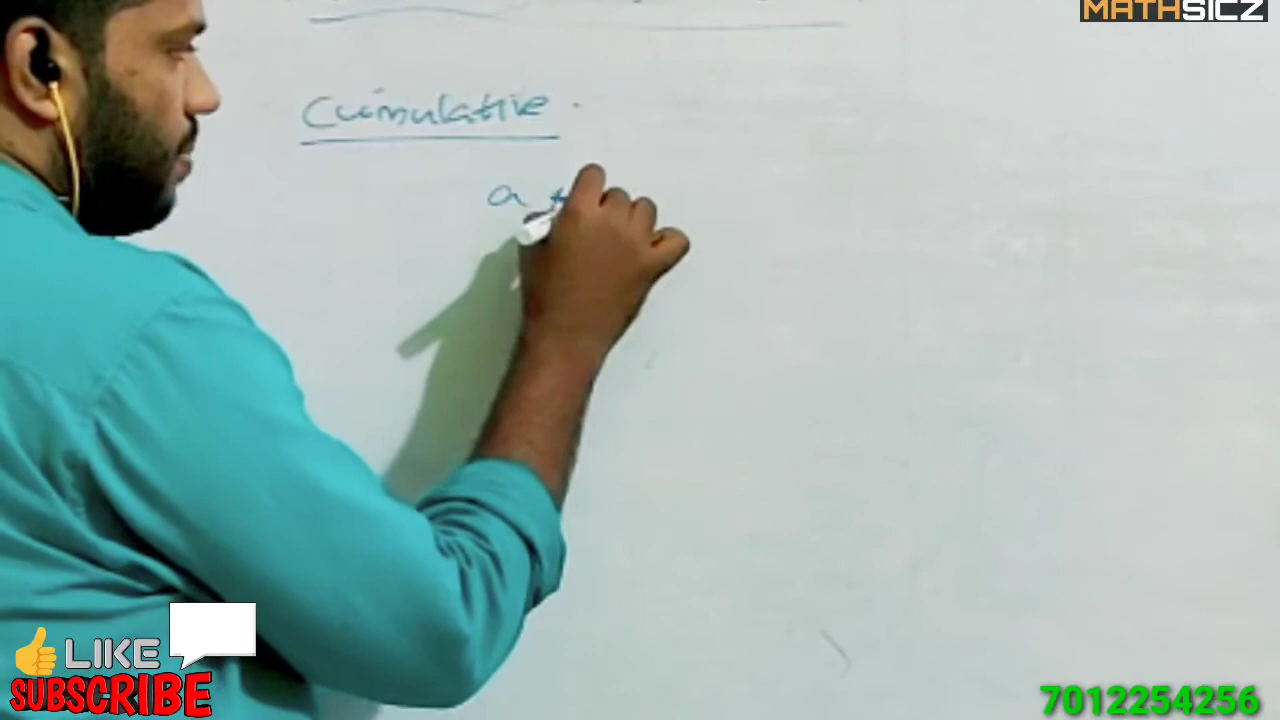 MATHSICZ
Cumulative
a *
LIKE
SUBSCRIBE
7012254256